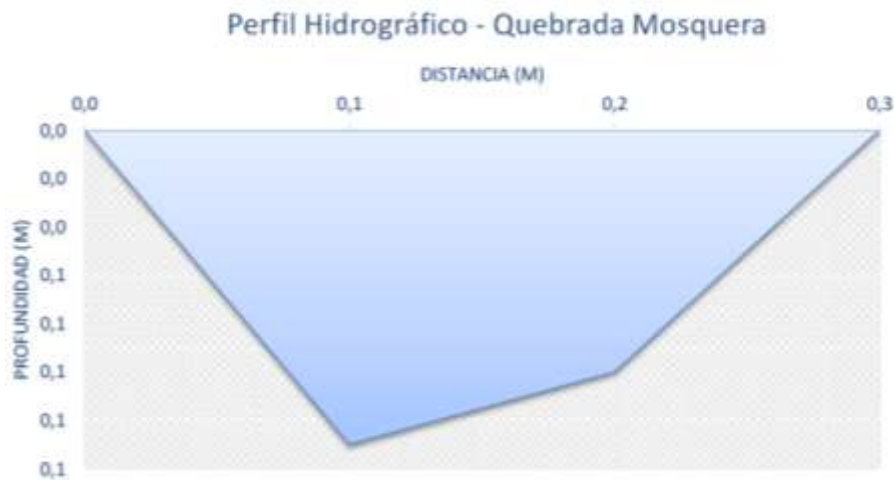 Perfil Hidrográfico - Quebrada Mosquera
DISTANCIA (M)
0,0 0,1 0,2 0,3
PROFUNDIDAD (M)
0,0
0,0
0,0
0,1
0,1
0,1
0,1
0,1